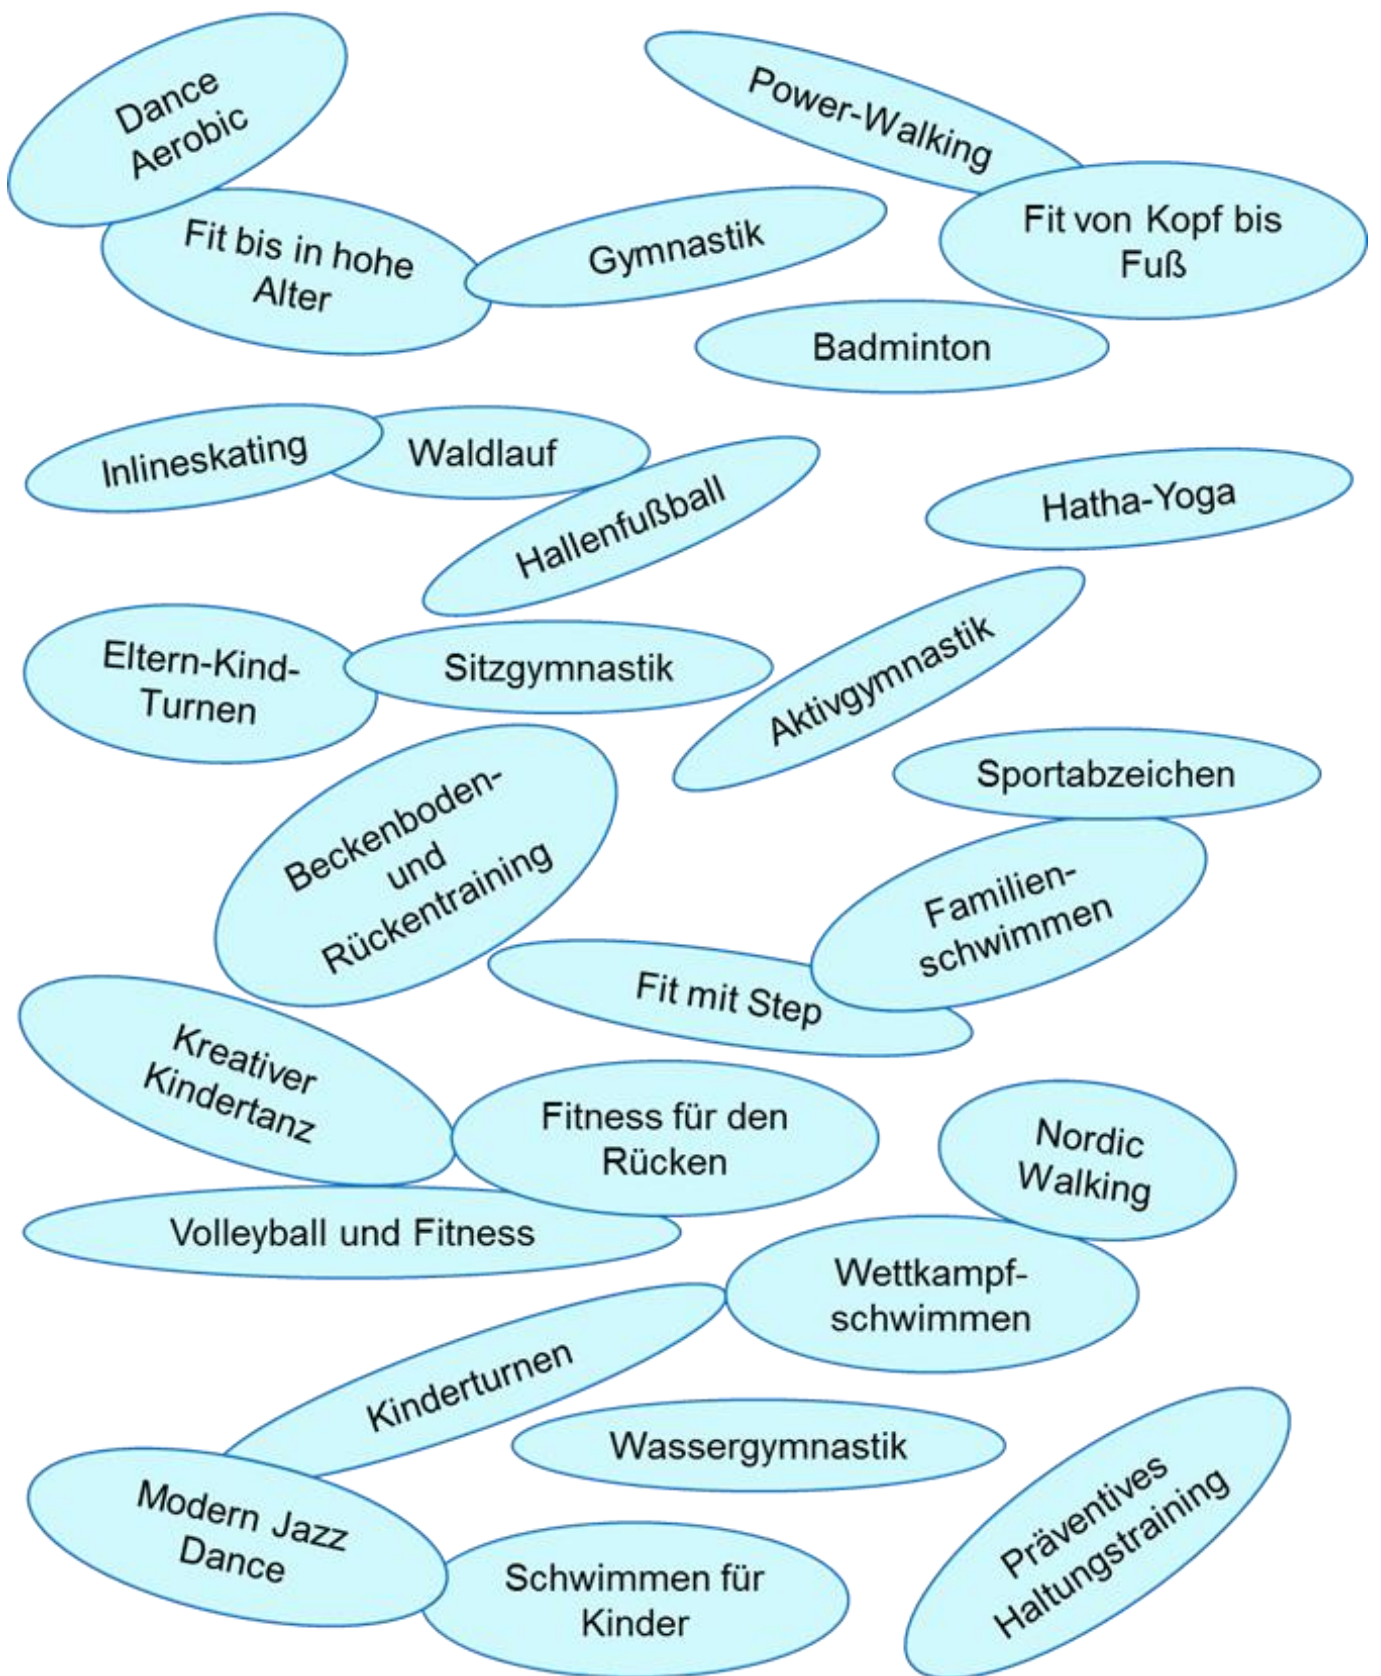 Dance
Aerobic
Power-Walking
Fit von Kopf bis
Fuß
Fit bis in hohe
Alter
Gymnastik
Badminton
Inlineskating
Waldlauf
Hallenfußball
Hatha-Yoga
Eltern-Kind-
Turnen
Sitzgymnastik
Aktivgymnastik
Sportabzeichen
Beckenboden-
und
Rückentraining
Familien-
schwimmen
Fit mit Step
Kreativer
Kindertanz
Fitness für den
Rücken
Nordic
Walking
Volleyball und Fitness
Wettkampf-
schwimmen
Kinderturnen
Wassergymnastik
Präventives
Haltungstraining
Modern Jazz
Dance
Schwimmen für
Kinder